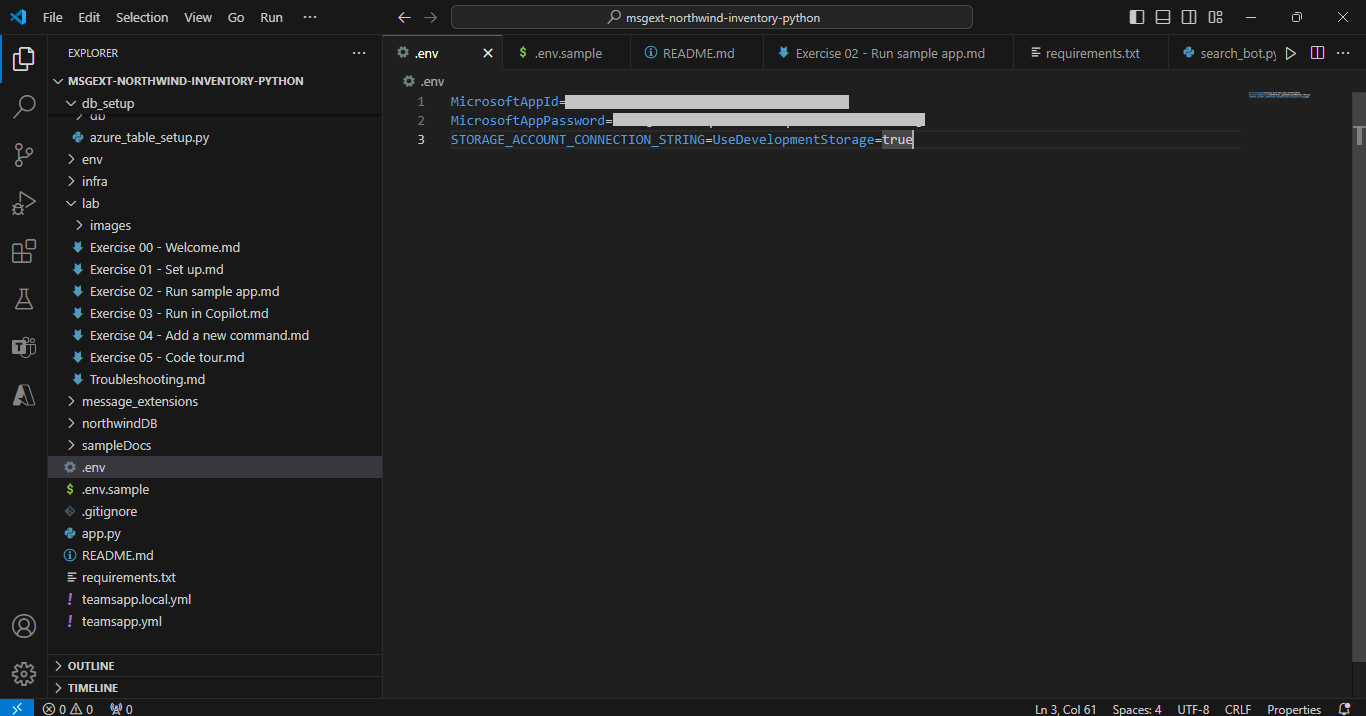 File Edit Selection View Go Run ···
msgext-northwind-inventory-python
EXPLORER
MSGEXT-NORTHWIND-INVENTORY-PYTHON
db_setup
db
azure_table_setup.py
env
infra
lab
images
Exercise 00 - Welcome.md
Exercise 01 - Set up.md
Exercise 02 - Run sample app.md
Exercise 03 - Run in Copilot.md
Exercise 04 - Add a new command.md
Exercise 05 - Code tour.md
Troubleshooting.md
message_extensions
northwindDB
sampleDocs
.env
.env.sample
.gitignore
app.py
README.md
requirements.txt
teamsapp.local.yml
teamsapp.yml
OUTLINE
TIMELINE
.env
.env.sample
README.md
Exercise 02 - Run sample app.md
requirements.txt
search_bot.py
.env
1 MicrosoftAppId=
2 MicrosoftAppPassword=
3 STORAGE_ACCOUNT_CONNECTION_STRING=UseDevelopmentStorage=true
0 0 0
Ln 3, Col 61 Spaces: 4 UTF-8 CRLF Properties